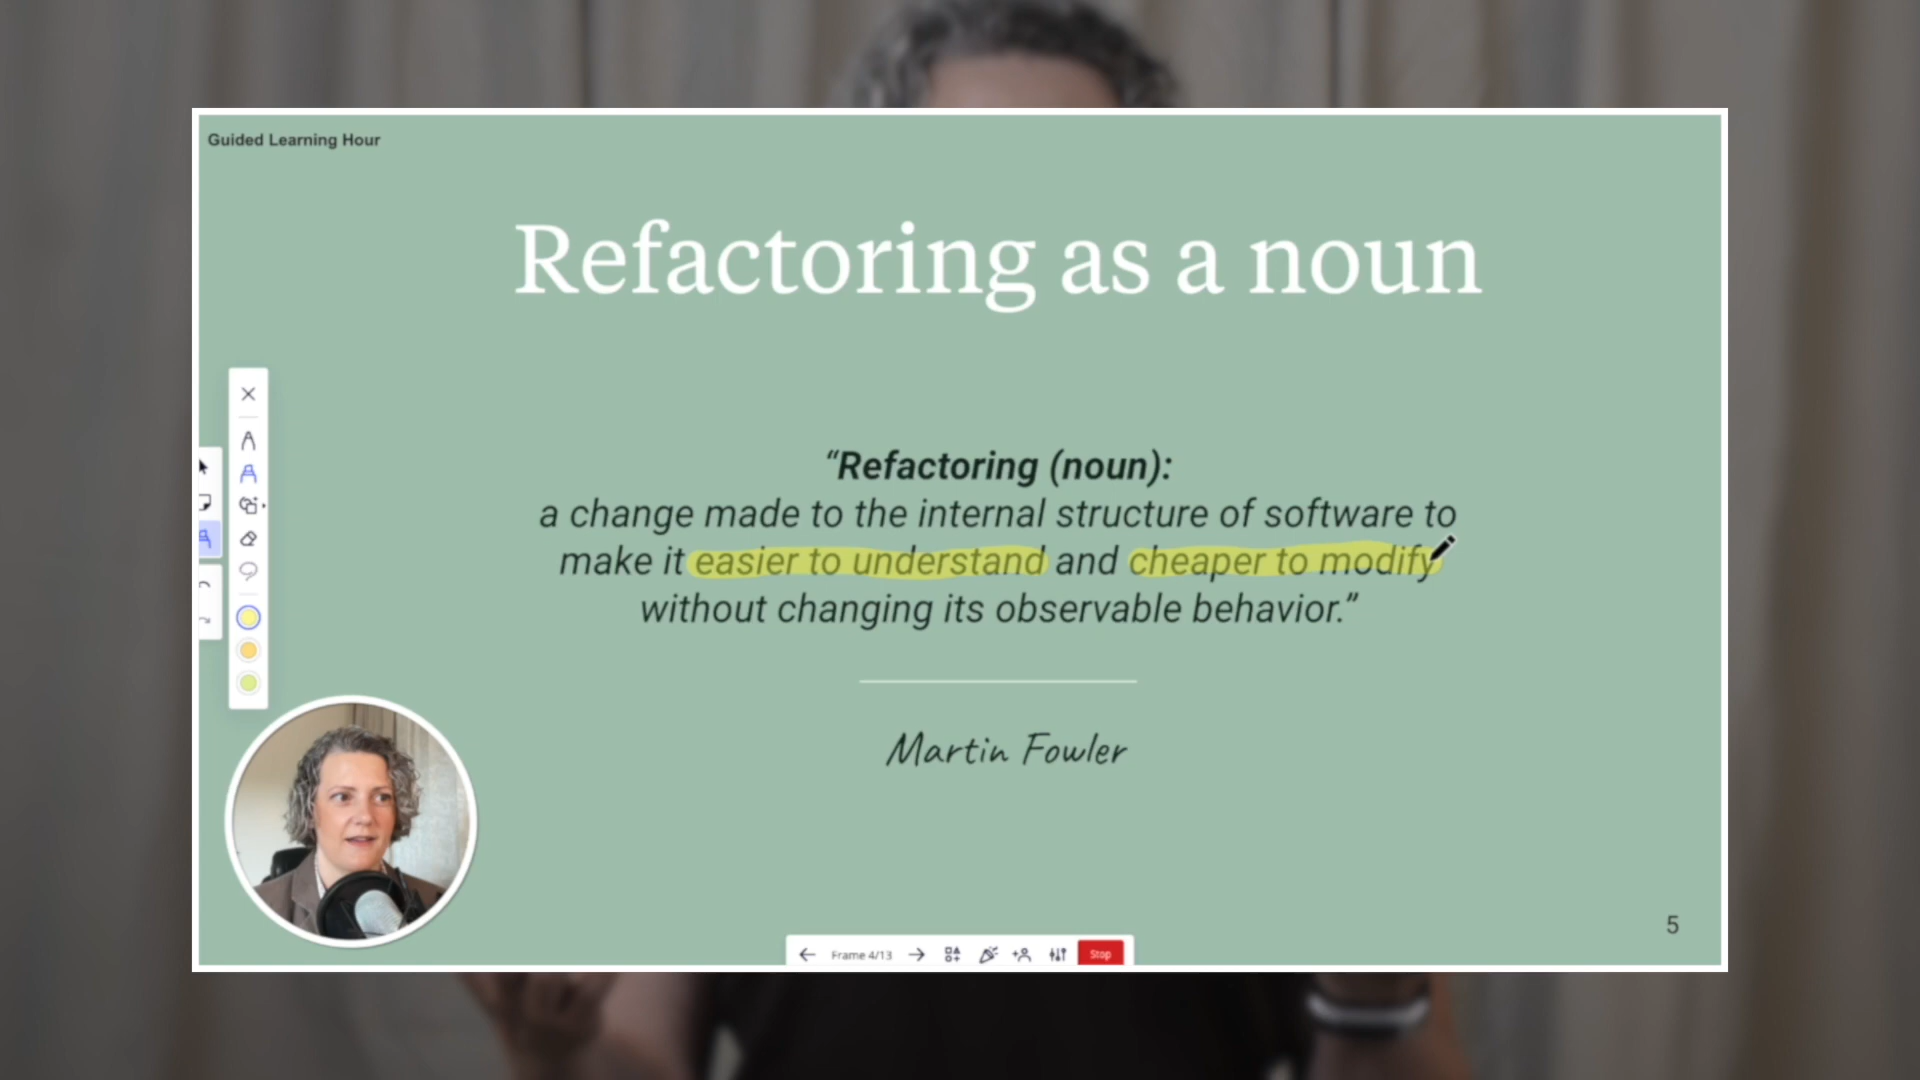 Guided Learning Hour
Refactoring as a noun
“Refactoring (noun):
a change made to the internal structure of software to
make it easier to understand and cheaper to modify
without changing its observable behavior.”
Martin Fowler
5
Frame 4/13
Stop